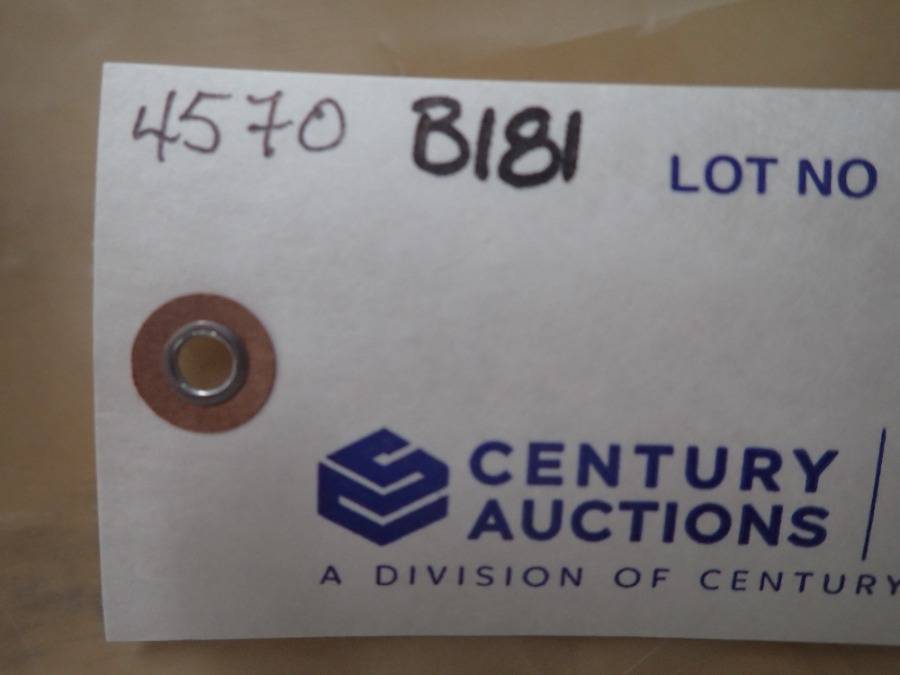 4570 B181 LOT NO
CENTURY
AUCTIONS
A DIVISION OF CENTURY